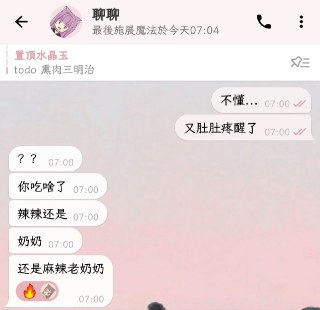 聊聊
最後施展魔法於今天07:04
置頂水晶玉
todo 熏肉三明治
不懂... 07:00
又肚肚疼醒了 07:00
？？ 07:00
你吃啥了 07:00
辣辣还是 07:00
奶奶 07:00
还是麻辣老奶奶
07:00